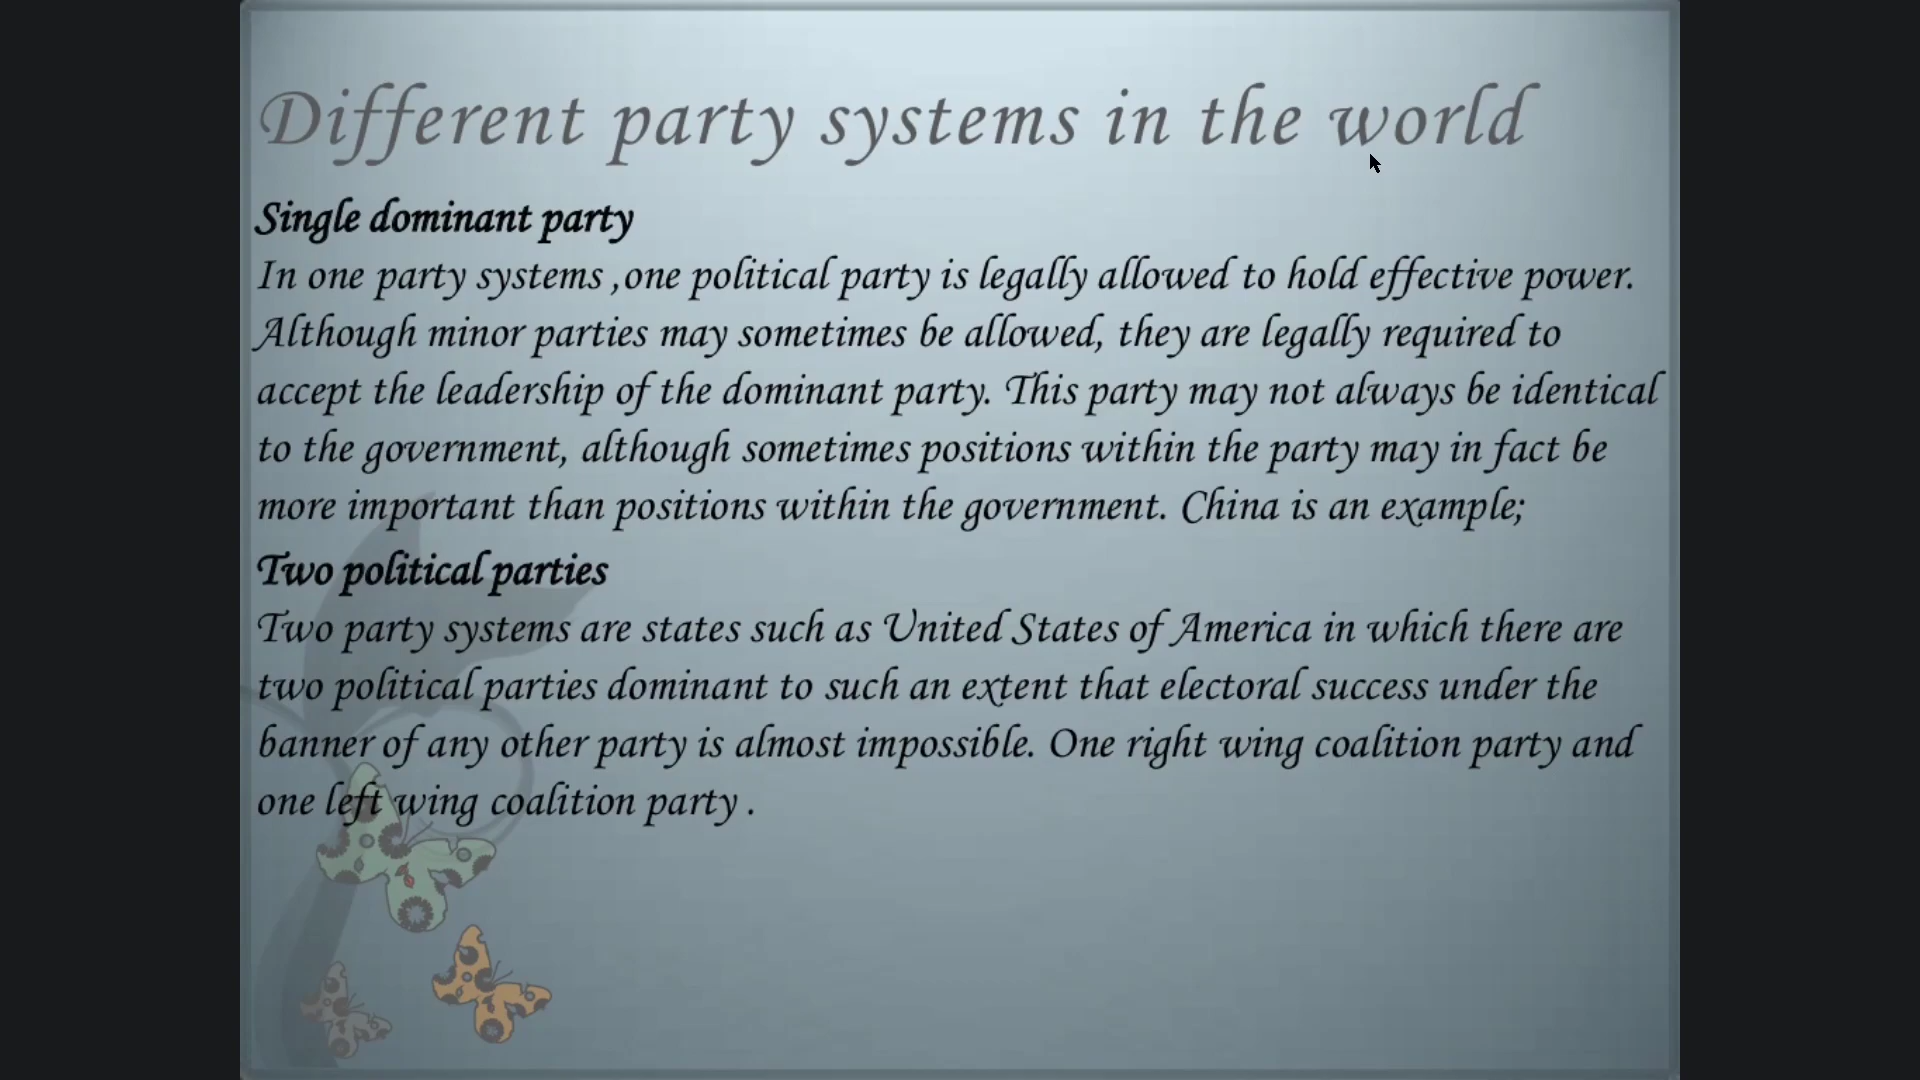 Different party systems in the world
Single dominant party
In one party systems ,one political party is legally allowed to hold effective power.
Although minor parties may sometimes be allowed, they are legally required to
accept the leadership of the dominant party. This party may not always be identical
to the government, although sometimes positions within the party may in fact be
more important than positions within the government. China is an example;
Two political parties
Two party systems are states such as United States of America in which there are
two political parties dominant to such an extent that electoral success under the
banner of any other party is almost impossible. One right wing coalition party and
one left wing coalition party .